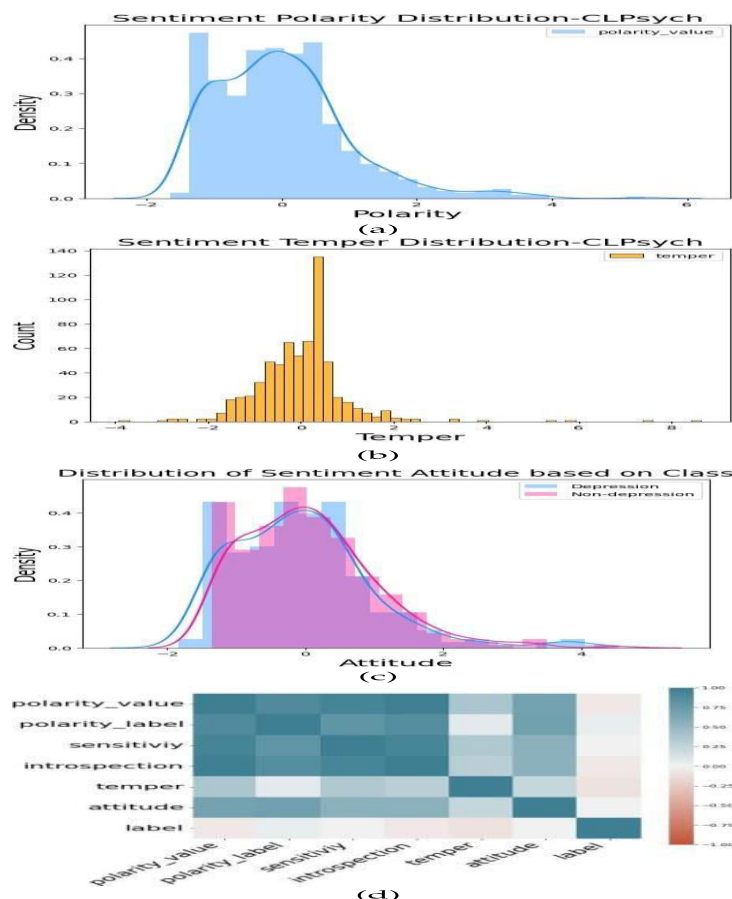 Sentiment Polarity Distribution-CLPsych
polarity_value
0.5
0.4
0.3
0.2
0.1
0.0
Density
−2 0 2 4 6
Polarity
(a)
Sentiment Temper Distribution-CLPsych
temper
140
120
100
80
60
40
20
0
Count
−4 −2 0 2 4 6 8
Temper
(b)
Distribution of Sentiment Attitude based on Class
Depression
Non-depression
0.5
0.4
0.3
0.2
0.1
0.0
Density
−2 0 2 4
Attitude
(c)
polarity_value
polarity_label
sensitiviy
introspection
temper
attitude
label
polarity_value polarity_label sensitiviy introspection temper attitude label
1.00
0.75
0.50
0.25
0.00
−0.25
−0.50
−0.75
−1.00
(d)